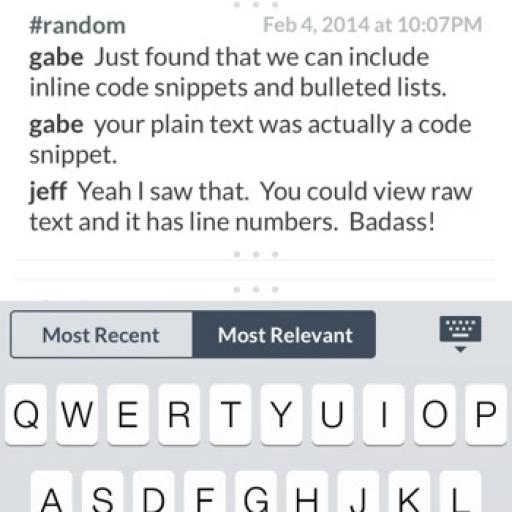 #random Feb 4, 2014 at 10:07PM
gabe Just found that we can include
inline code snippets and bulleted lists.
gabe your plain text was actually a code
snippet.
jeff Yeah I saw that. You could view raw
text and it has line numbers. Badass!
Most Recent Most Relevant
Q W E R T Y U I O P
A S D F G H J K L